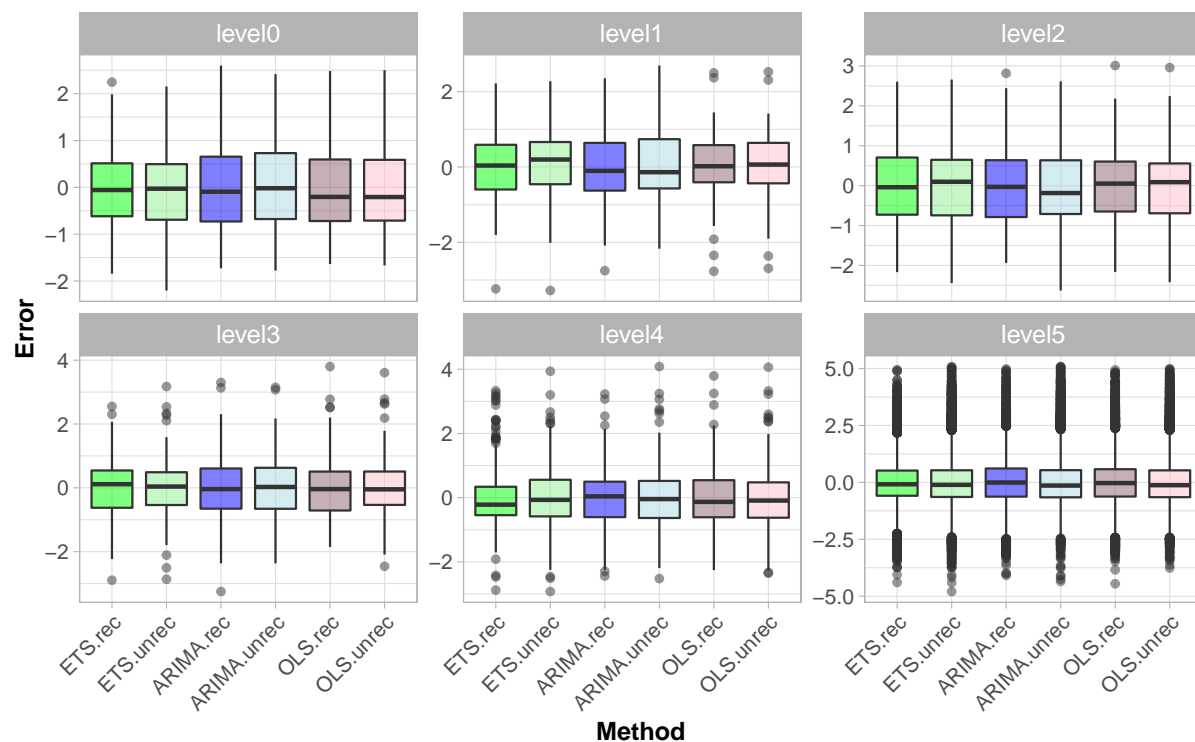 level0
level1
level2
2
1
0
−1
−2
2
0
−2
3
2
1
0
−1
−2
Error
level3
level4
level5
4
2
0
−2
4
2
0
−2
5.0
2.5
0.0
−2.5
−5.0
ETS.rec
ETS.unrec
ARIMA.rec
ARIMA.unrec
OLS.rec
OLS.unrec
ETS.rec
ETS.unrec
ARIMA.rec
ARIMA.unrec
OLS.rec
OLS.unrec
ETS.rec
ETS.unrec
ARIMA.rec
ARIMA.unrec
OLS.rec
OLS.unrec
Method